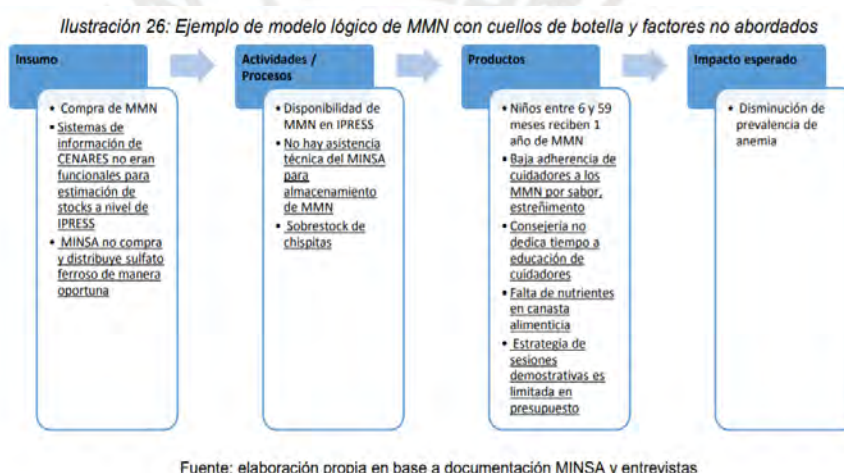 Ilustración 26: Ejemplo de modelo lógico de MMN con cuellos de botella y factores no abordados
Insumo
• Compra de MMN
• Sistemas de
información de
CENARES no eran
funcionales para
estimación de
stocks a nivel de
IPRESS
• MINSA no compra
y distribuye sulfato
ferroso de manera
oportuna
Actividades /
Procesos
• Disponibilidad de
MMN en IPRESS
• No hay asistencia
técnica del MINSA
para
almacenamiento
de MMN
• Sobrestock de
chispitas
Productos
• Niños entre 6 y 59
meses reciben 1
año de MMN
• Baja adherencia de
cuidadores a los
MMN por sabor,
estreñimento
• Consejería no
dedica tiempo a
educación de
cuidadores
• Falta de nutrientes
en canasta
alimenticia
• Estrategia de
sesiones
demostrativas es
limitada en
presupuesto
Impacto esperado
• Disminución de
prevalencia de
anemia
Fuente: elaboración propia en base a documentación MINSA y entrevistas